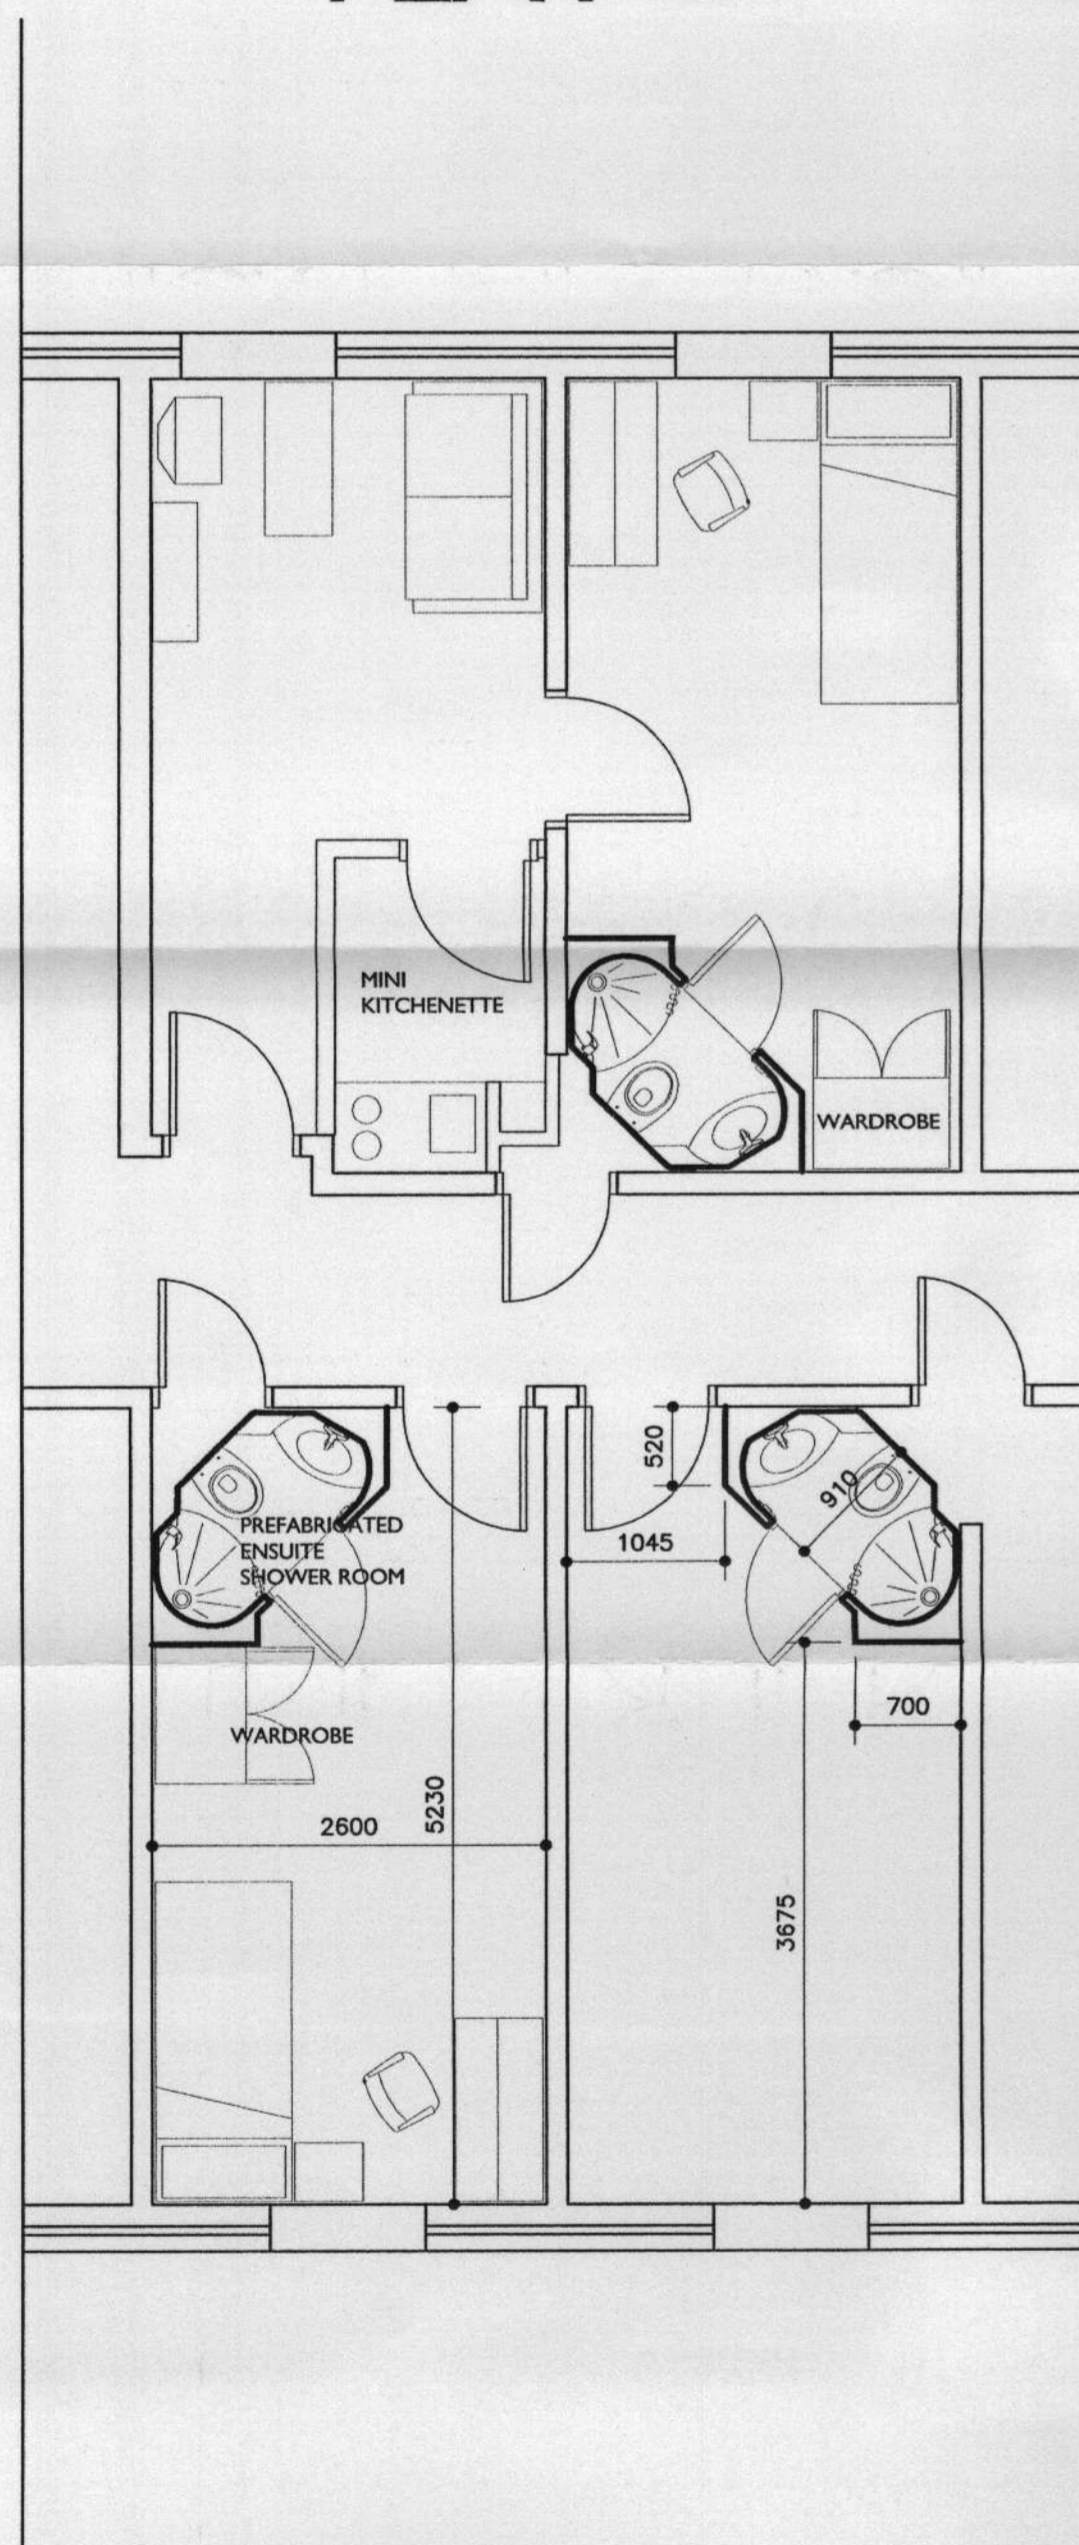 MINI
KITCHENETTE
WARDROBE
520
910
1045
PREFABRICATED
ENSUITE
SHOWER ROOM
700
WARDROBE
5230
2600
3675